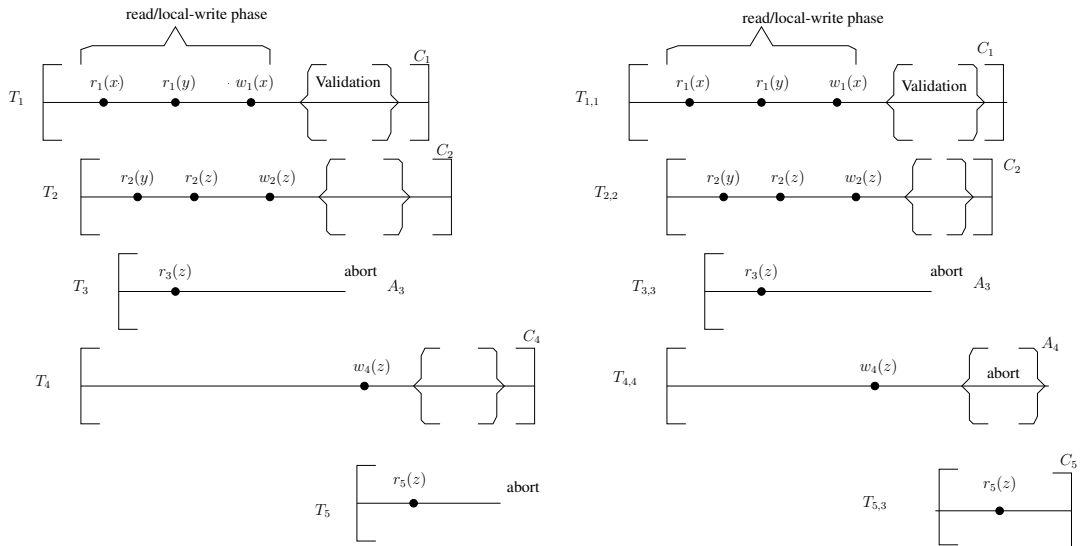 read/local-write phase
C₁
r₁(x) r₁(y) w₁(x) Validation
T₁
C₂
r₂(y) r₂(z) w₂(z)
T₂
r₃(z) abort
T₃ A₃
C₄
w₄(z)
T₄
r₅(z) abort
T₅
read/local-write phase
C₁
r₁(x) r₁(y) w₁(x) Validation
T₁,₁
C₂
r₂(y) r₂(z) w₂(z)
T₂,₂
r₃(z) abort
T₃,₃ A₃
A₄
w₄(z) abort
T₄,₄
C₅
r₅(z)
T₅,₃